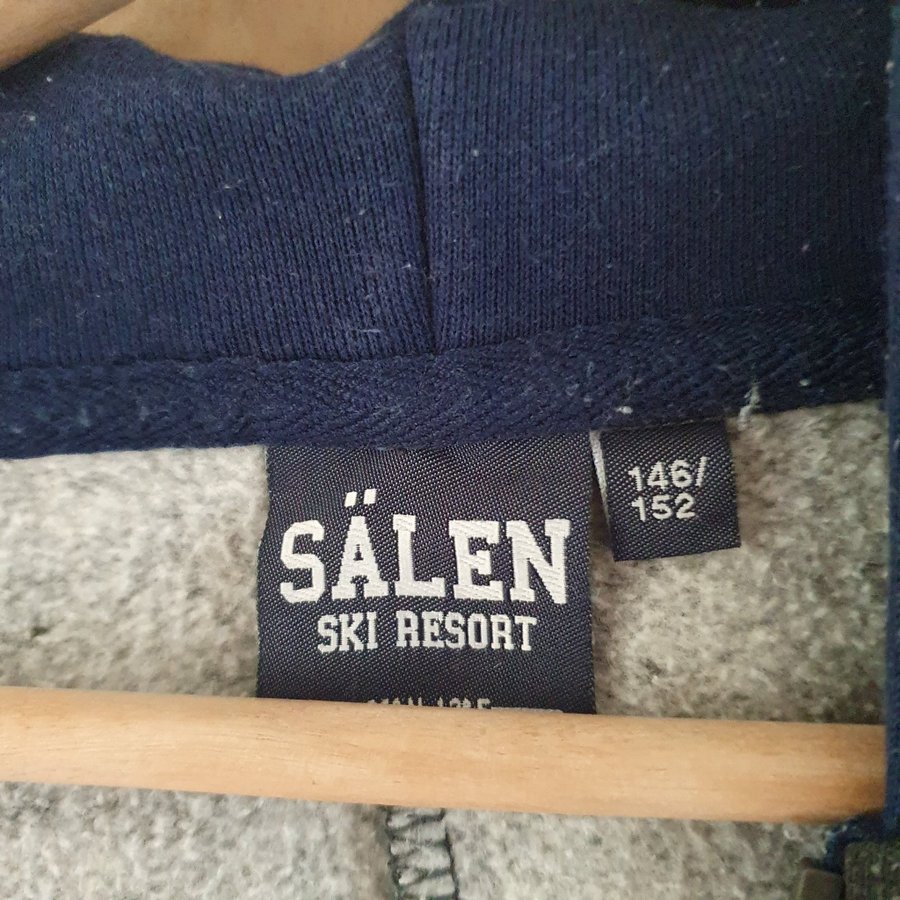 SÄLEN
SKI RESORT
146/
152